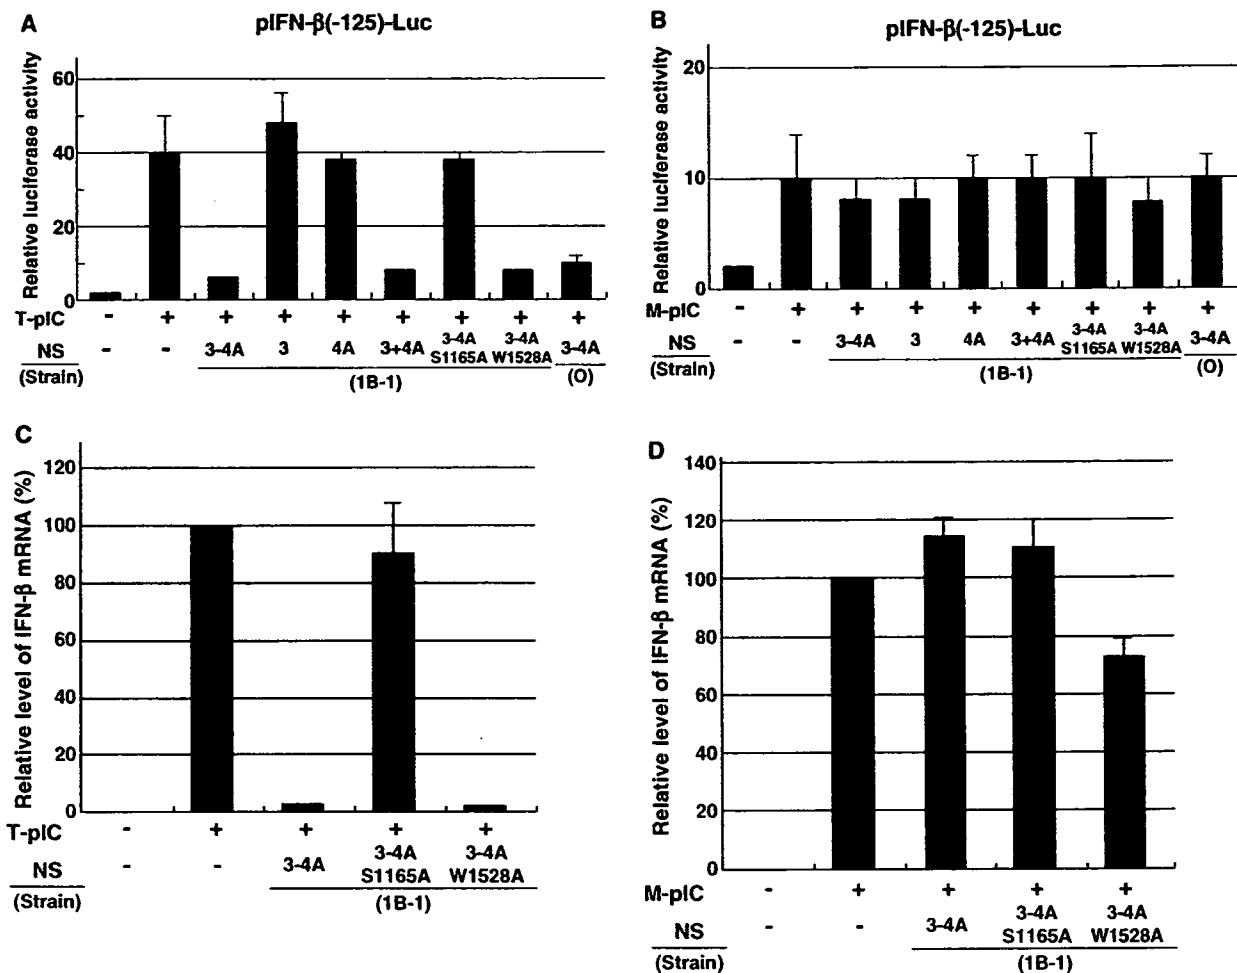 A
pIFN-β(-125)-Luc
Relative luciferase activity
60
40
20
0
T-pIC - + + + + + + + +
NS - - 3-4A 3 4A 3+4A 3-4A S1165A 3-4A W1528A 3-4A
(Strain) (1B-1) (O)
B
pIFN-β(-125)-Luc
Relative luciferase activity
20
10
0
M-pIC - + + + + + + + +
NS - - 3-4A 3 4A 3+4A 3-4A S1165A 3-4A W1528A 3-4A
(Strain) (1B-1) (O)
C
Relative level of IFN-β mRNA (%)
120
100
80
60
40
20
0
T-pIC - + + + +
NS - - 3-4A 3-4A S1165A 3-4A W1528A
(Strain) (1B-1)
D
Relative level of IFN-β mRNA (%)
140
120
100
80
60
40
20
0
M-pIC - + + + +
NS - - 3-4A 3-4A S1165A 3-4A W1528A
(Strain) (1B-1)